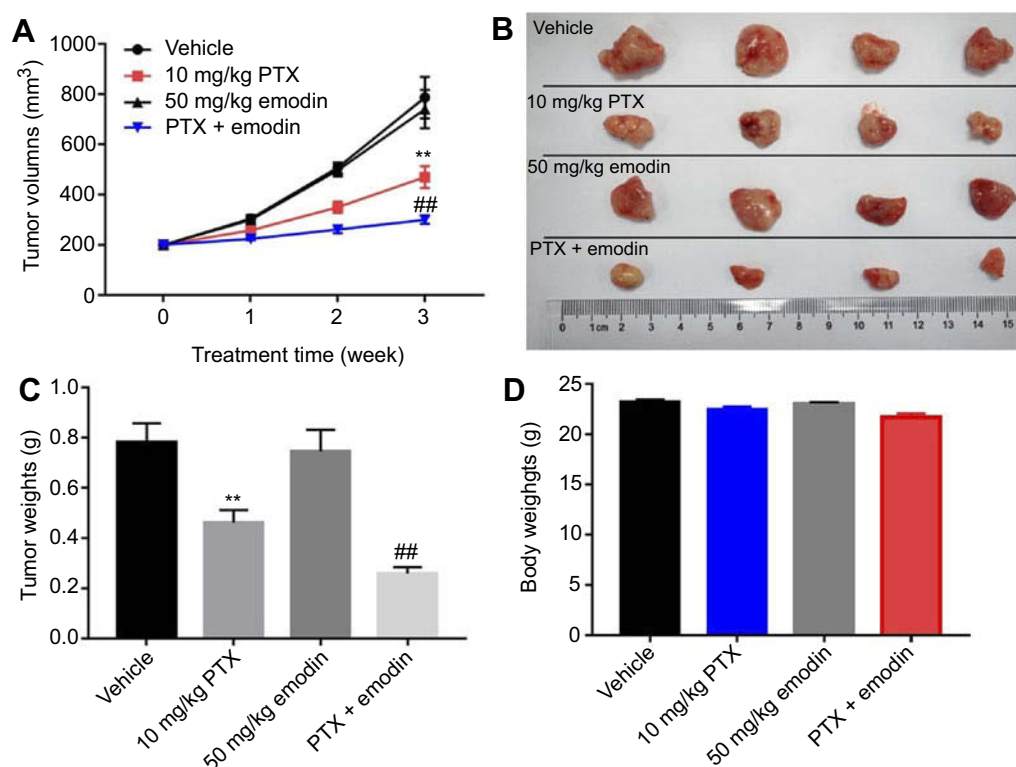 A
Tumor volumns (mm³)
1000
800
600
400
200
0
Vehicle
10 mg/kg PTX
50 mg/kg emodin
PTX + emodin
**
##
0 1 2 3
Treatment time (week)
B
Vehicle
10 mg/kg PTX
50 mg/kg emodin
PTX + emodin
0 1cm 2 3 4 5 6 7 8 9 10 11 12 13 14 15
C
Tumor weights (g)
1.0
0.8
0.6
0.4
0.2
0.0
**
##
Vehicle
10 mg/kg PTX
50 mg/kg emodin
PTX + emodin
D
Body weighgts (g)
25
20
15
10
5
0
Vehicle
10 mg/kg PTX
50 mg/kg emodin
PTX + emodin